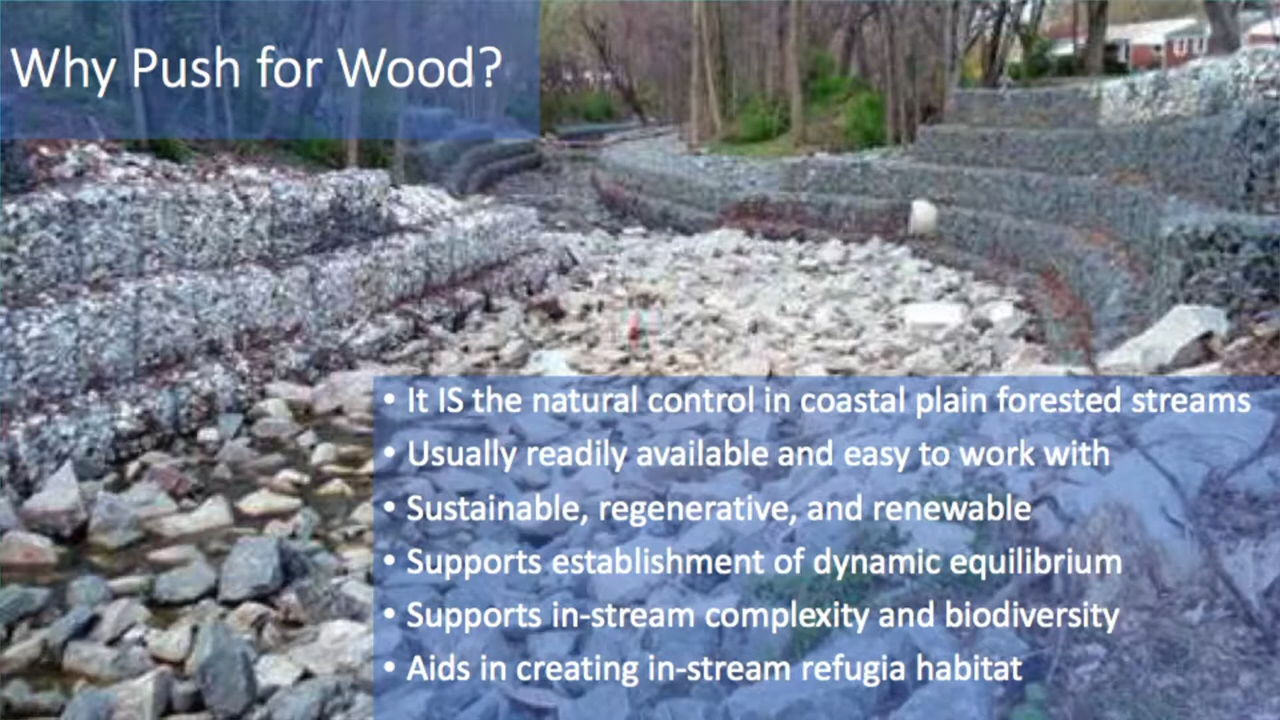 Why Push for Wood?
• It IS the natural control in coastal plain forested streams
• Usually readily available and easy to work with
• Sustainable, regenerative, and renewable
• Supports establishment of dynamic equilibrium
• Supports in-stream complexity and biodiversity
• Aids in creating in-stream refugia habitat